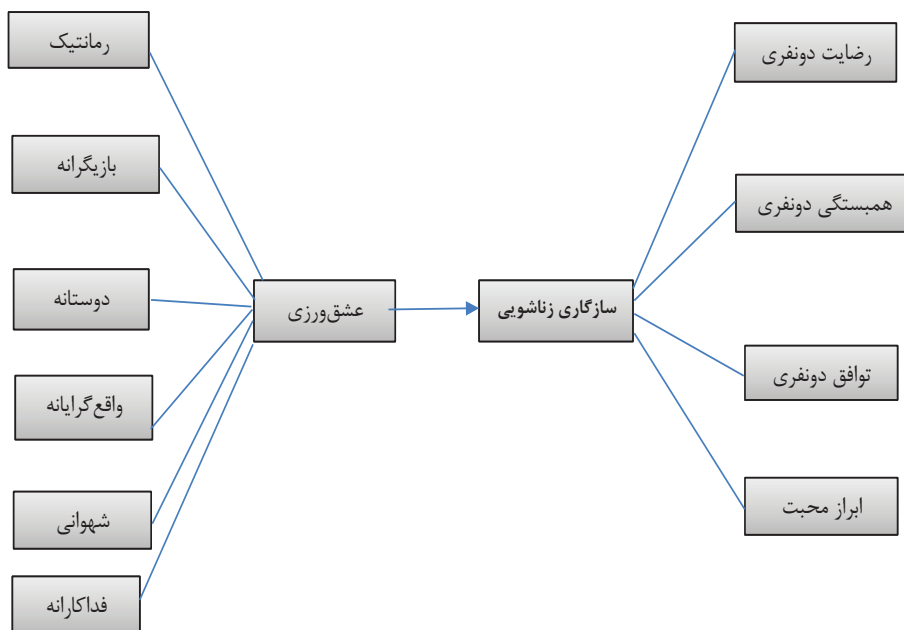 رمانتیک
رضایت دونفری
بازیگرانه
همبستگی دونفری
دوستانه
عشق‌ورزی
سازگاری زناشویی
واقع‌گرایانه
توافق دونفری
شهوانی
ابراز محبت
فداکارانه